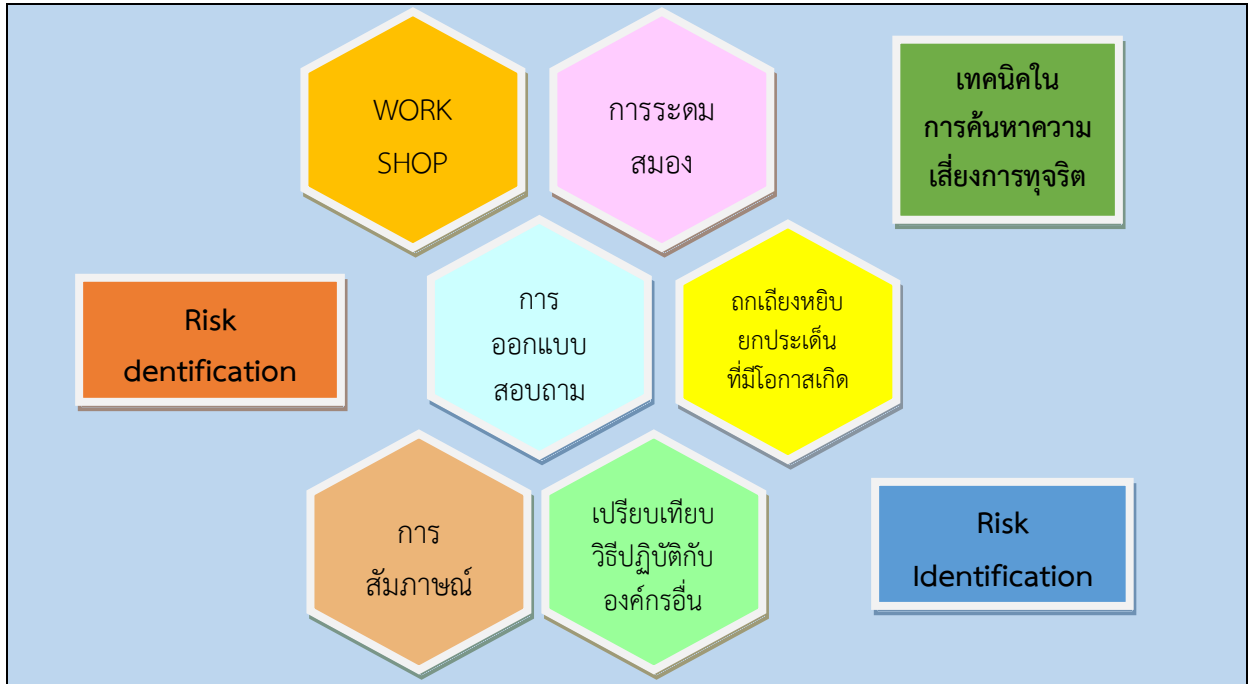 WORK
SHOP
การระดม
สมอง
เทคนิคใน
การค้นหาความ
เสี่ยงการทุจริต
Risk
dentification
การ
ออกแบบ
สอบถาม
ถกเถียงหยิบ
ยกประเด็น
ที่มีโอกาสเกิด
การ
สัมภาษณ์
เปรียบเทียบ
วิธีปฏิบัติกับ
องค์กรอื่น
Risk
Identification